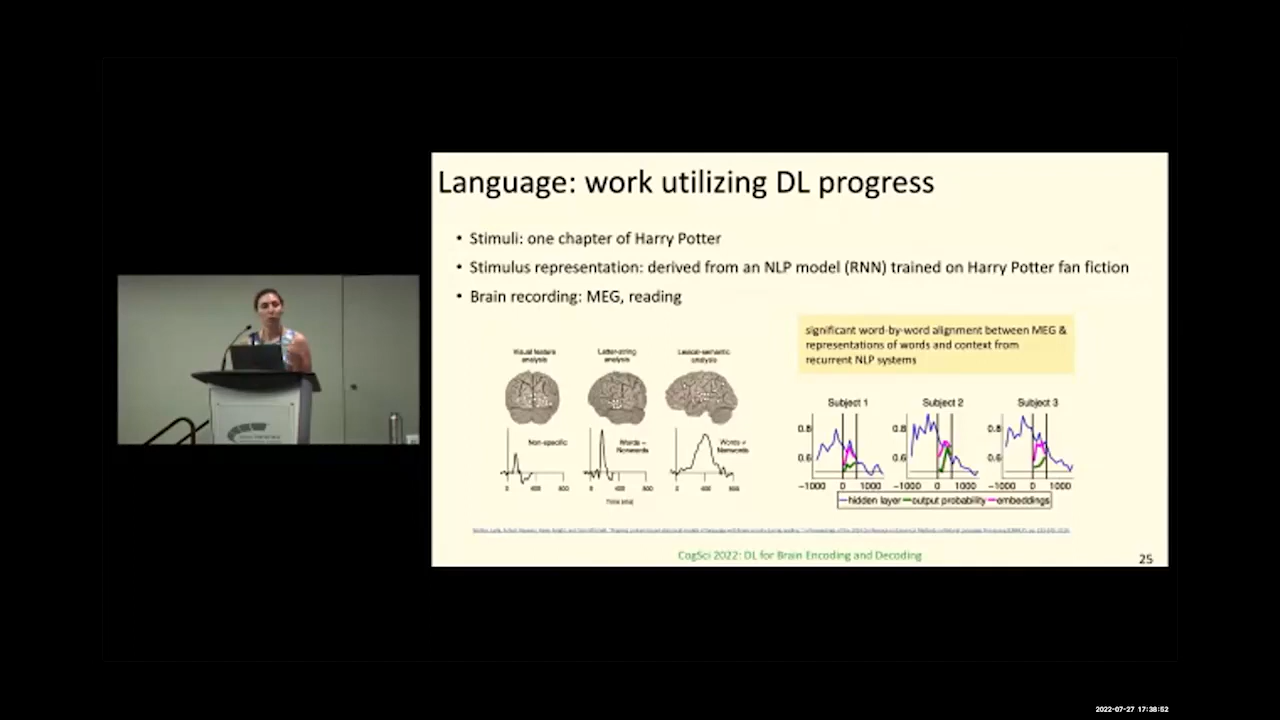 Language: work utilizing DL progress
• Stimuli: one chapter of Harry Potter
• Stimulus representation: derived from an NLP model (RNN) trained on Harry Potter fan fiction
• Brain recording: MEG, reading
significant word-by-word alignment between MEG &
representations of words and context from
recurrent NLP systems
Visual feature
analysis
Letter-string
analysis
Lexical-semantic
analysis
Non-specific
Words =
Nonwords
Words ≠
Nonwords
0 400 800
0 400 800
0 400 800
Time (ms)
Subject 1
Subject 2
Subject 3
0.8
0.6
0.8
0.6
0.8
0.6
−1000 0 1000
−1000 0 1000
−1000 0 1000
hidden layer output probability embeddings
CogSci 2022: DL for Brain Encoding and Decoding
25
2022-07-27 17:38:52